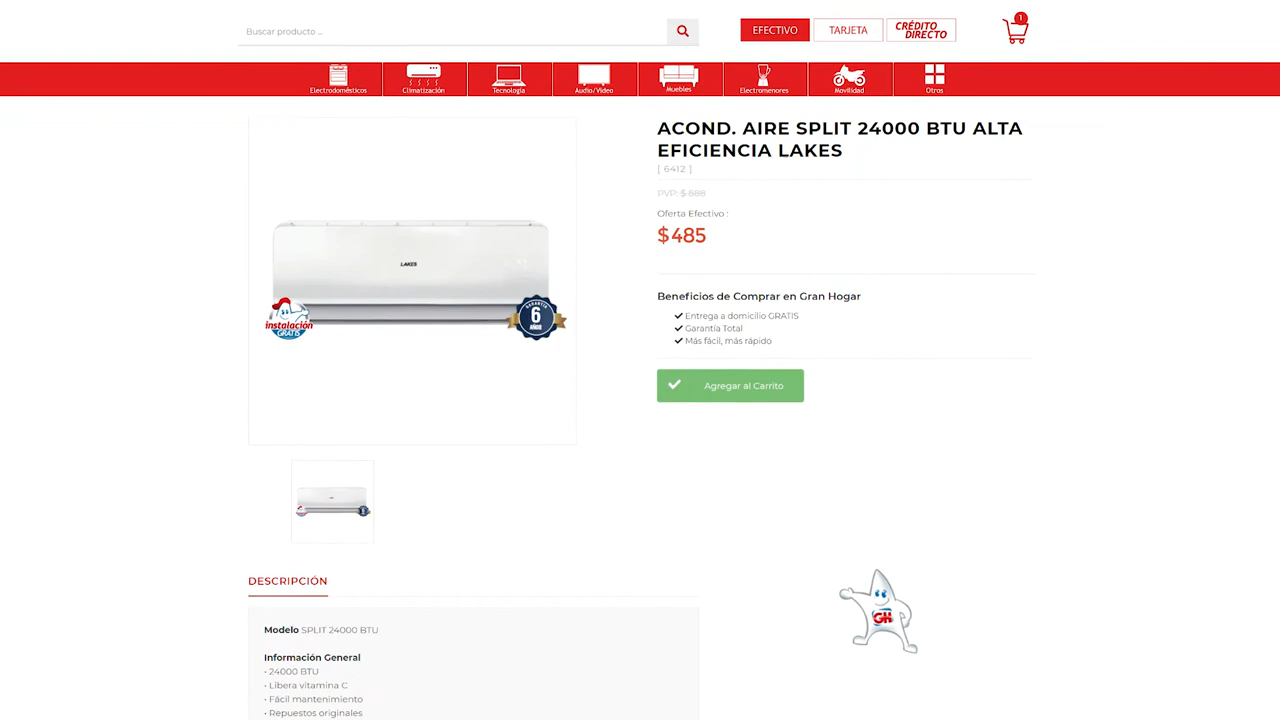 Buscar producto ...
EFECTIVO
TARJETA
CRÉDITO
DIRECTO
1
Electrodomésticos
Climatización
Tecnología
Audio/Video
Muebles
Electromenores
Movilidad
Otros
ACOND. AIRE SPLIT 24000 BTU ALTA
EFICIENCIA LAKES
[ 6412 ]
PVP: $ 888
Oferta Efectivo :
$485
LAKES
instalación
GRATIS
GARANTÍA
6
AÑOS
Beneficios de Comprar en Gran Hogar
Entrega a domicilio GRATIS
Garantía Total
Más fácil, más rápido
Agregar al Carrito
DESCRIPCIÓN
GH
Modelo SPLIT 24000 BTU
Información General
• 24000 BTU
• Libera vitamina C
• Fácil mantenimiento
• Repuestos originales